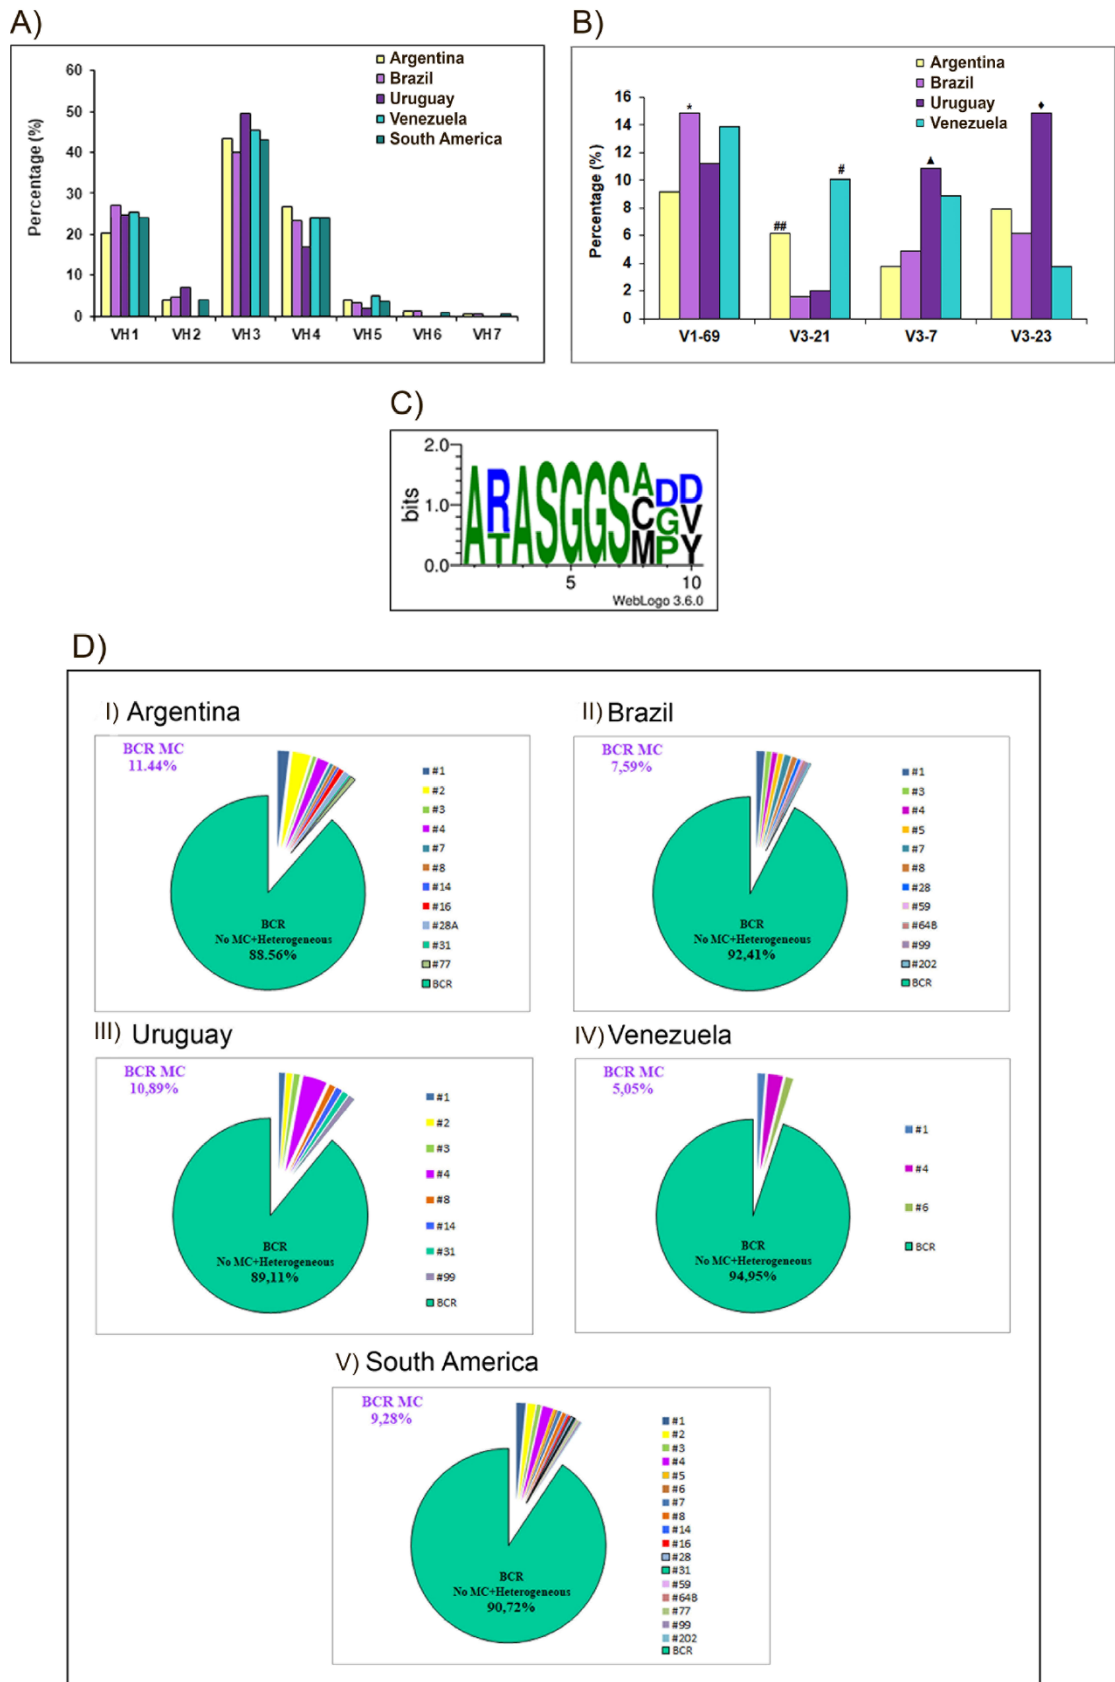 A)
Percentage (%)
60
50
40
30
20
10
0
Argentina
Brazil
Uruguay
Venezuela
South America
VH1 VH2 VH3 VH4 VH5 VH6 VH7
B)
Percentage (%)
16
14
12
10
8
6
4
2
0
Argentina
Brazil
Uruguay
Venezuela
*
##
#
▲
♦
V1-69 V3-21 V3-7 V3-23
C)
bits
2.0
1.0
0.0
A R A S G G S A D D
T C G V
M P Y
5 10
WebLogo 3.6.0
D)
I) Argentina
BCR MC
11.44%
BCR
No MC+Heterogeneous
88.56%
#1
#2
#3
#4
#7
#8
#14
#16
#28A
#31
#77
BCR
II) Brazil
BCR MC
7,59%
BCR
No MC+Heterogeneous
92,41%
#1
#3
#4
#5
#7
#8
#28
#59
#64B
#99
#202
BCR
III) Uruguay
BCR MC
10,89%
BCR
No MC+Heterogeneous
89,11%
#1
#2
#3
#4
#8
#14
#31
#99
BCR
IV) Venezuela
BCR MC
5,05%
BCR
No MC+Heterogeneous
94,95%
#1
#4
#6
BCR
V) South America
BCR MC
9,28%
BCR
No MC+Heterogeneous
90,72%
#1
#2
#3
#4
#5
#6
#7
#8
#14
#16
#28
#31
#59
#64B
#77
#99
#202
BCR